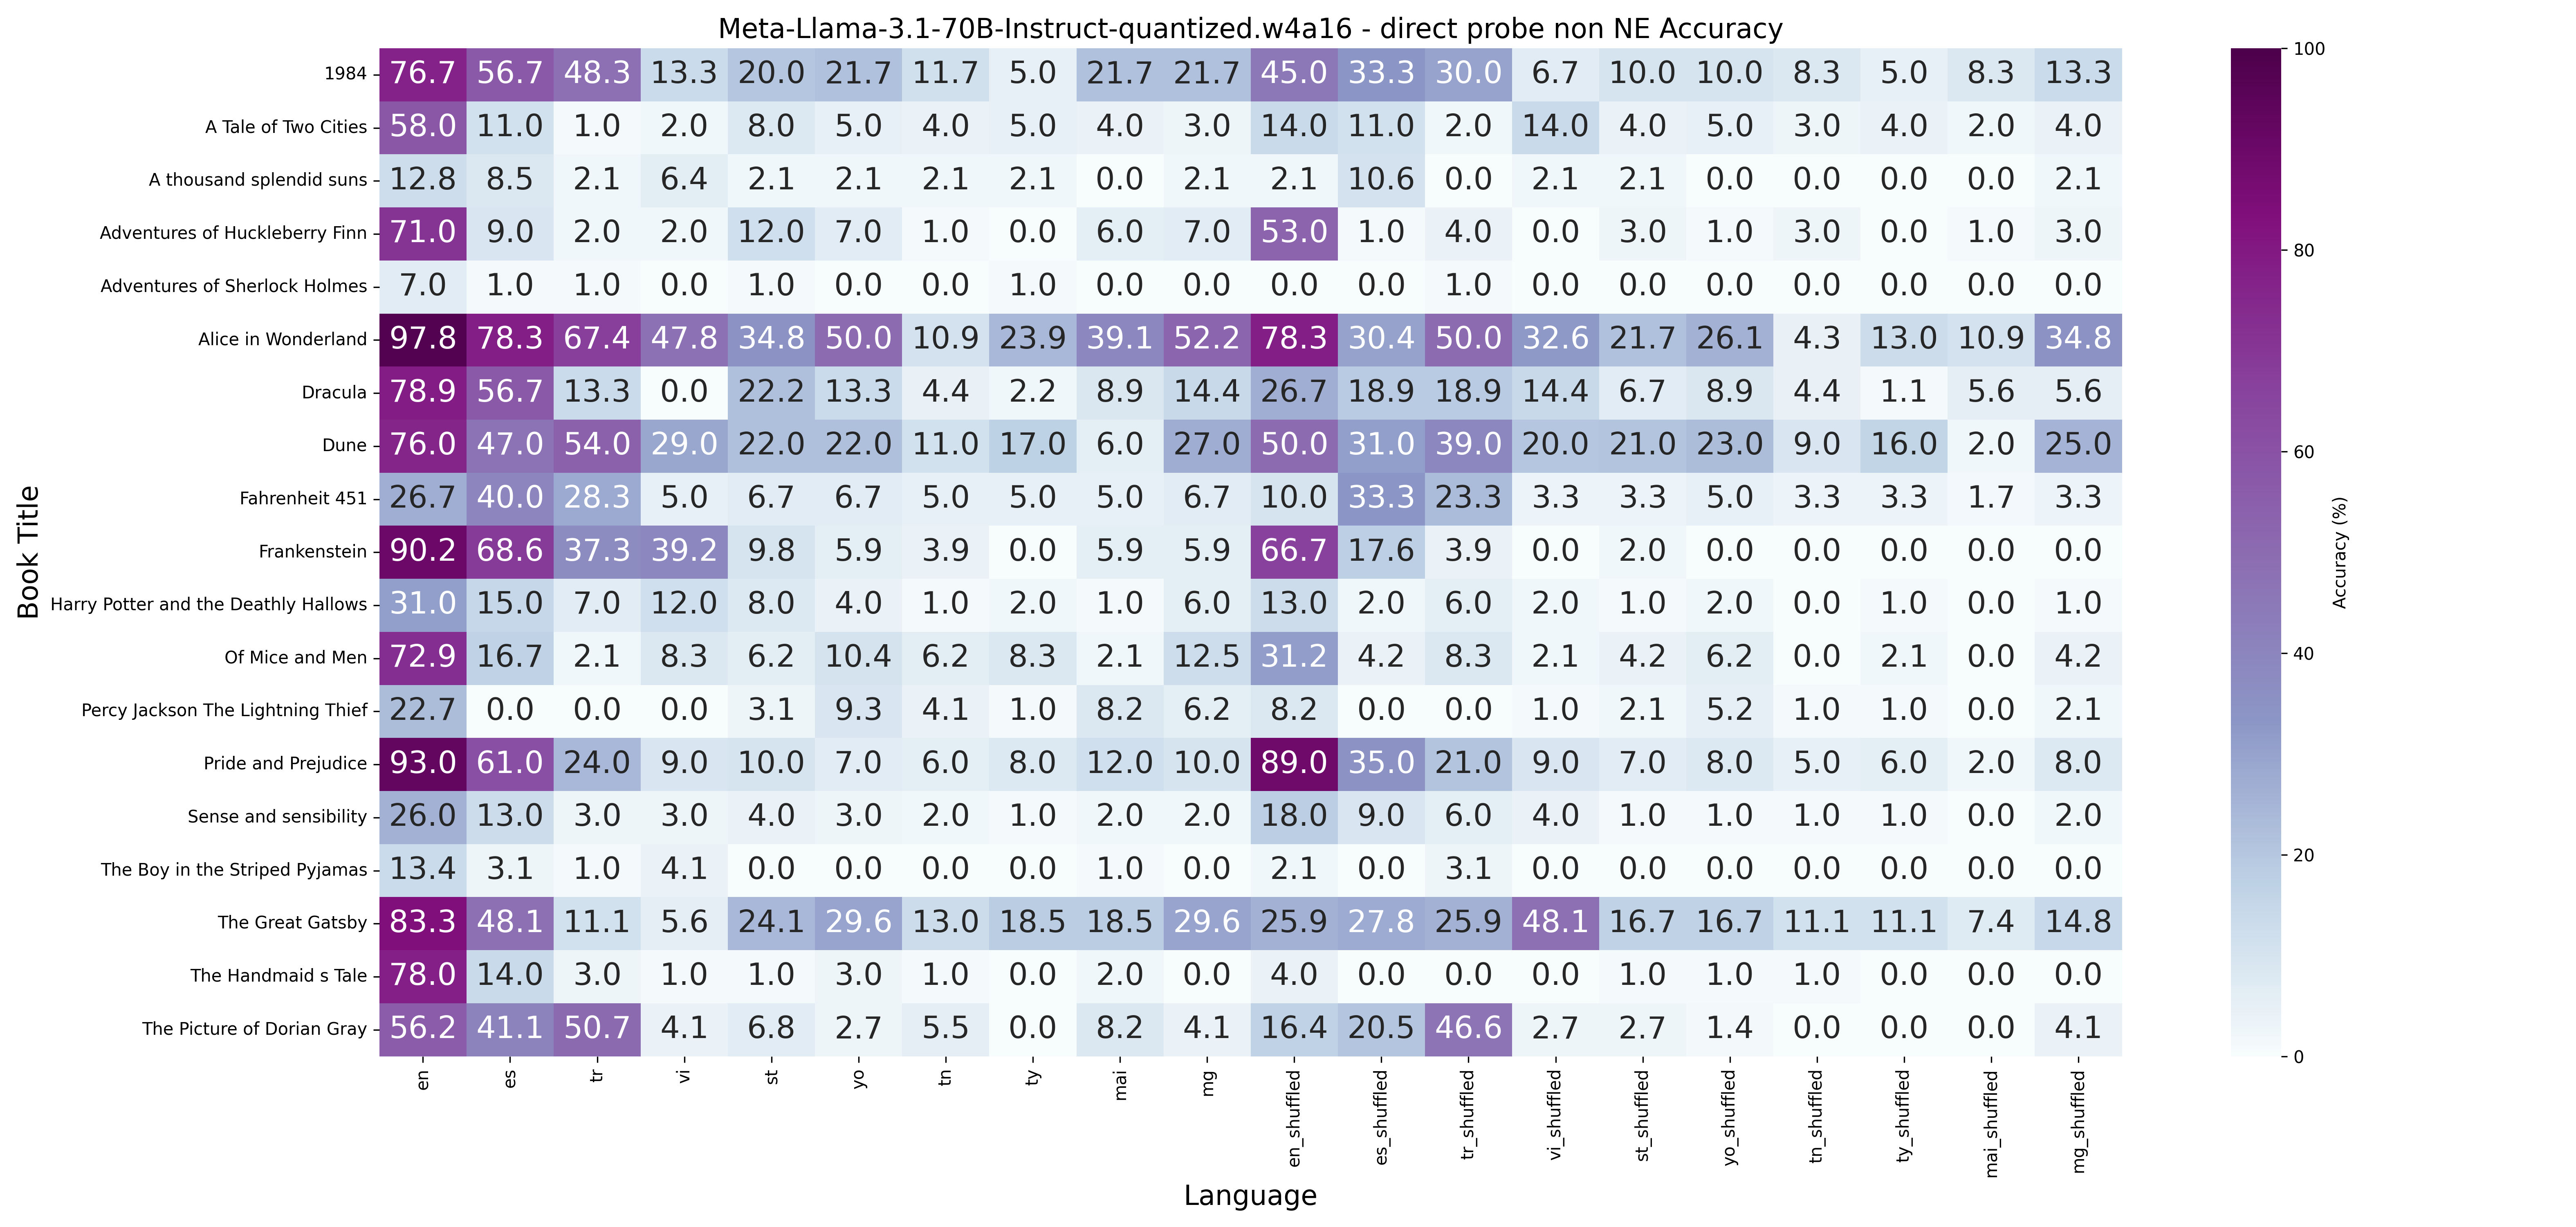 Meta-Llama-3.1-70B-Instruct-quantized.w4a16 - direct probe non NE Accuracy
Book Title
1984 76.7 56.7 48.3 13.3 20.0 21.7 11.7 5.0 21.7 21.7 45.0 33.3 30.0 6.7 10.0 10.0 8.3 5.0 8.3 13.3
A Tale of Two Cities 58.0 11.0 1.0 2.0 8.0 5.0 4.0 5.0 4.0 3.0 14.0 11.0 2.0 14.0 4.0 5.0 3.0 4.0 2.0 4.0
A thousand splendid suns 12.8 8.5 2.1 6.4 2.1 2.1 2.1 2.1 0.0 2.1 2.1 10.6 0.0 2.1 2.1 0.0 0.0 0.0 0.0 2.1
Adventures of Huckleberry Finn 71.0 9.0 2.0 2.0 12.0 7.0 1.0 0.0 6.0 7.0 53.0 1.0 4.0 0.0 3.0 1.0 3.0 0.0 1.0 3.0
Adventures of Sherlock Holmes 7.0 1.0 1.0 0.0 1.0 0.0 0.0 1.0 0.0 0.0 0.0 0.0 1.0 0.0 0.0 0.0 0.0 0.0 0.0 0.0
Alice in Wonderland 97.8 78.3 67.4 47.8 34.8 50.0 10.9 23.9 39.1 52.2 78.3 30.4 50.0 32.6 21.7 26.1 4.3 13.0 10.9 34.8
Dracula 78.9 56.7 13.3 0.0 22.2 13.3 4.4 2.2 8.9 14.4 26.7 18.9 18.9 14.4 6.7 8.9 4.4 1.1 5.6 5.6
Dune 76.0 47.0 54.0 29.0 22.0 22.0 11.0 17.0 6.0 27.0 50.0 31.0 39.0 20.0 21.0 23.0 9.0 16.0 2.0 25.0
Fahrenheit 451 26.7 40.0 28.3 5.0 6.7 6.7 5.0 5.0 5.0 6.7 10.0 33.3 23.3 3.3 3.3 5.0 3.3 3.3 1.7 3.3
Frankenstein 90.2 68.6 37.3 39.2 9.8 5.9 3.9 0.0 5.9 5.9 66.7 17.6 3.9 0.0 2.0 0.0 0.0 0.0 0.0 0.0
Harry Potter and the Deathly Hallows 31.0 15.0 7.0 12.0 8.0 4.0 1.0 2.0 1.0 6.0 13.0 2.0 6.0 2.0 1.0 2.0 0.0 1.0 0.0 1.0
Of Mice and Men 72.9 16.7 2.1 8.3 6.2 10.4 6.2 8.3 2.1 12.5 31.2 4.2 8.3 2.1 4.2 6.2 0.0 2.1 0.0 4.2
Percy Jackson The Lightning Thief 22.7 0.0 0.0 0.0 3.1 9.3 4.1 1.0 8.2 6.2 8.2 0.0 0.0 1.0 2.1 5.2 1.0 1.0 0.0 2.1
Pride and Prejudice 93.0 61.0 24.0 9.0 10.0 7.0 6.0 8.0 12.0 10.0 89.0 35.0 21.0 9.0 7.0 8.0 5.0 6.0 2.0 8.0
Sense and sensibility 26.0 13.0 3.0 3.0 4.0 3.0 2.0 1.0 2.0 2.0 18.0 9.0 6.0 4.0 1.0 1.0 1.0 1.0 0.0 2.0
The Boy in the Striped Pyjamas 13.4 3.1 1.0 4.1 0.0 0.0 0.0 0.0 1.0 0.0 2.1 0.0 3.1 0.0 0.0 0.0 0.0 0.0 0.0 0.0
The Great Gatsby 83.3 48.1 11.1 5.6 24.1 29.6 13.0 18.5 18.5 29.6 25.9 27.8 25.9 48.1 16.7 16.7 11.1 11.1 7.4 14.8
The Handmaid s Tale 78.0 14.0 3.0 1.0 1.0 3.0 1.0 0.0 2.0 0.0 4.0 0.0 0.0 0.0 1.0 1.0 1.0 0.0 0.0 0.0
The Picture of Dorian Gray 56.2 41.1 50.7 4.1 6.8 2.7 5.5 0.0 8.2 4.1 16.4 20.5 46.6 2.7 2.7 1.4 0.0 0.0 0.0 4.1
en es tr vi st yo tn ty mai mg en_shuffled es_shuffled tr_shuffled vi_shuffled st_shuffled yo_shuffled tn_shuffled ty_shuffled mai_shuffled mg_shuffled
Language
100
80
60
40
20
0
Accuracy (%)